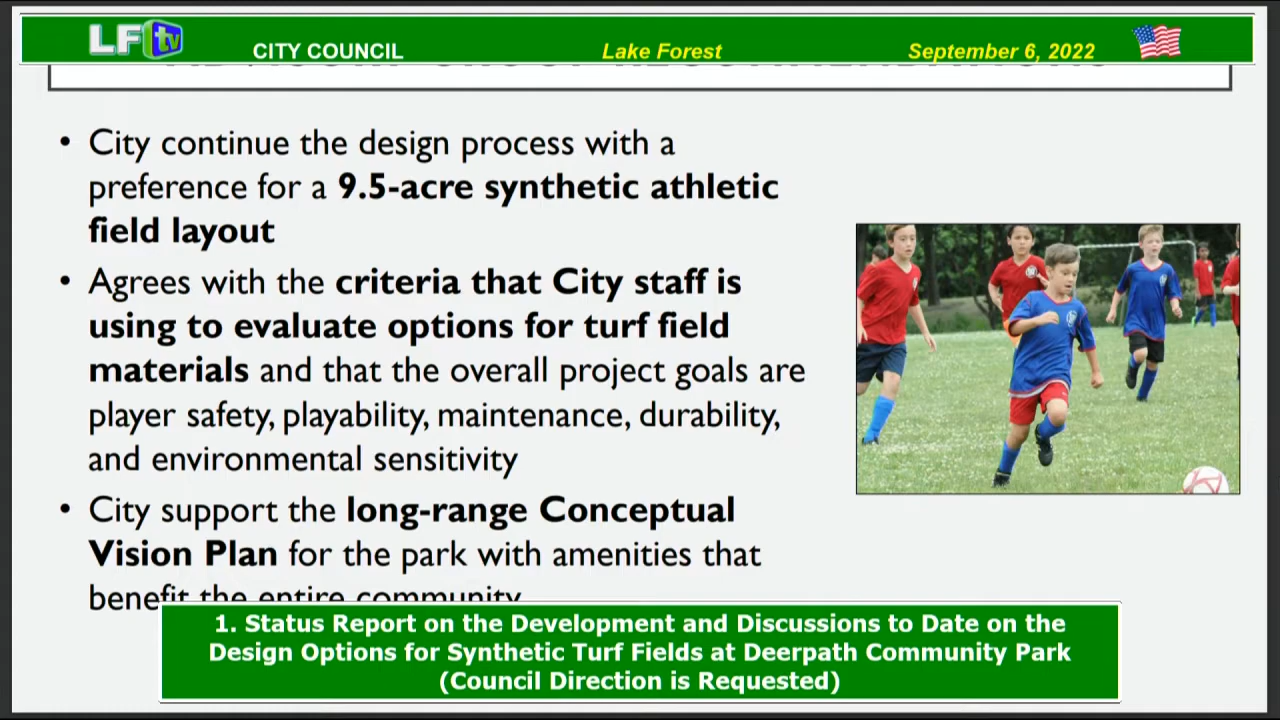 LFtv
CITY COUNCIL
Lake Forest
September 6, 2022
• City continue the design process with a
preference for a 9.5-acre synthetic athletic
field layout
• Agrees with the criteria that City staff is
using to evaluate options for turf field
materials and that the overall project goals are
player safety, playability, maintenance, durability,
and environmental sensitivity
• City support the long-range Conceptual
Vision Plan for the park with amenities that
benefit the entire community
1. Status Report on the Development and Discussions to Date on the
Design Options for Synthetic Turf Fields at Deerpath Community Park
(Council Direction is Requested)